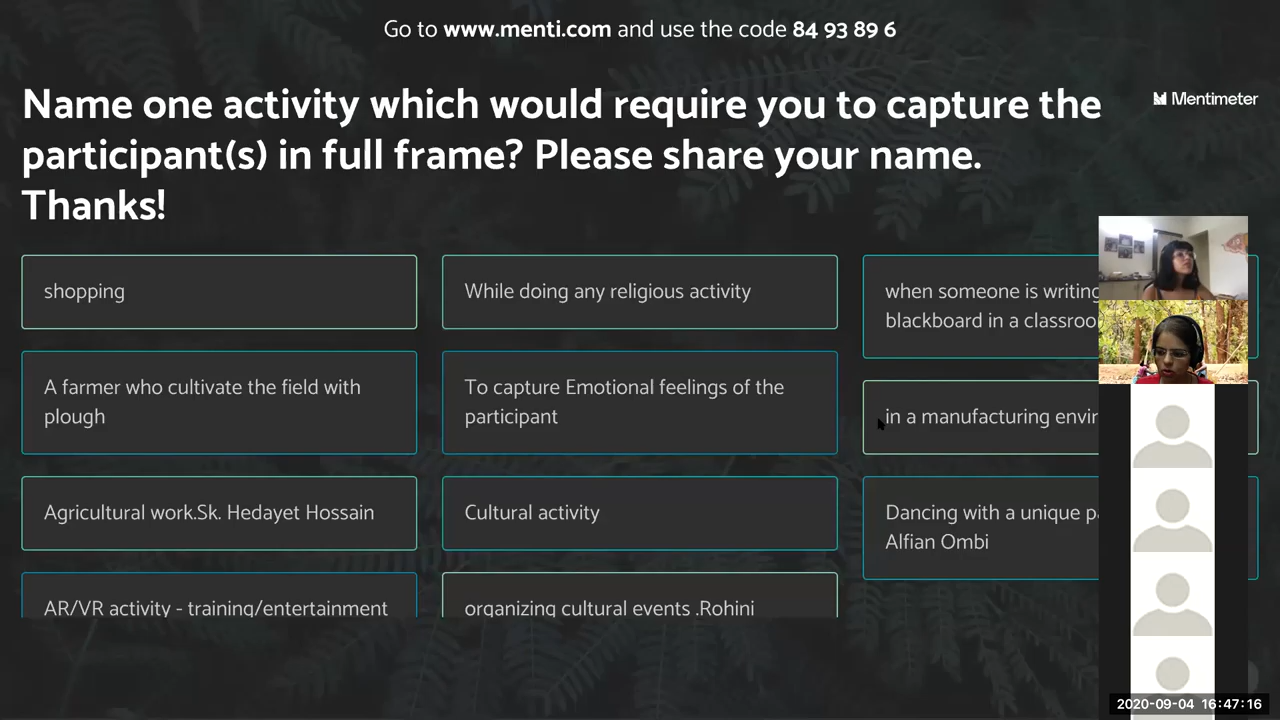 Go to www.menti.com and use the code 84 93 89 6
Name one activity which would require you to capture the
participant(s) in full frame? Please share your name.
Thanks!
Mentimeter
shopping
While doing any religious activity
when someone is writing
blackboard in a
A farmer who cultivate the field with
plough
To capture Emotional feelings of the
participant
in a manufacturing
Agricultural work.Sk. Hedayet Hossain
Cultural activity
Dancing with a unique
Alfian Ombi
AR/VR activity - training/entertainment
organizing cultural events .Rohini
2020-09-04 16:47:16